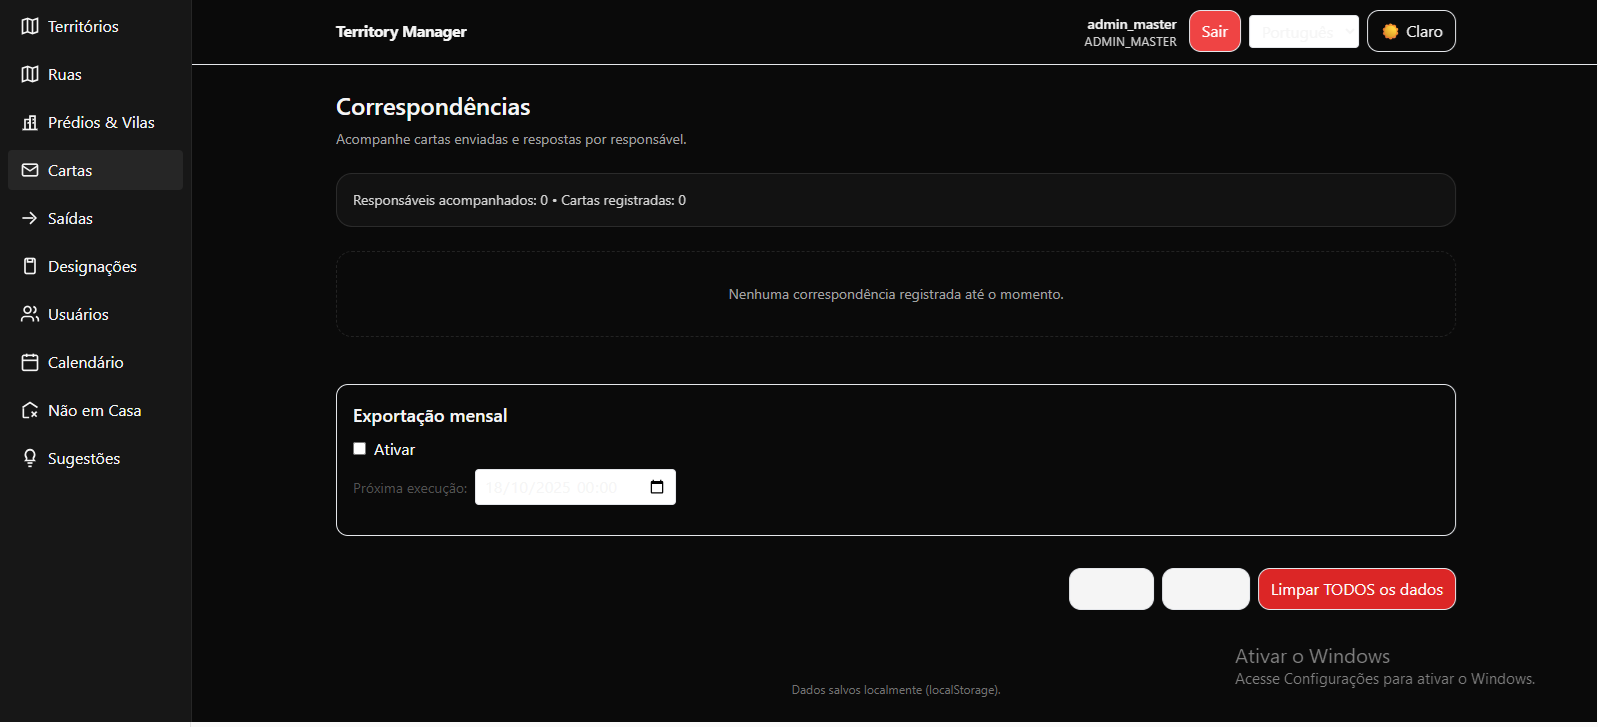 Territórios
Ruas
Prédios & Vilas
Cartas
Saídas
Designações
Usuários
Calendário
Não em Casa
Sugestões
Territory Manager
admin_master
ADMIN_MASTER
Sair
Português
Claro
Correspondências
Acompanhe cartas enviadas e respostas por responsável.
Responsáveis acompanhados: 0 • Cartas registradas: 0
Nenhuma correspondência registrada até o momento.
Exportação mensal
Ativar
Próxima execução: 18/10/2025 00:00
Limpar TODOS os dados
Ativar o Windows
Acesse Configurações para ativar o Windows.
Dados salvos localmente (localStorage).